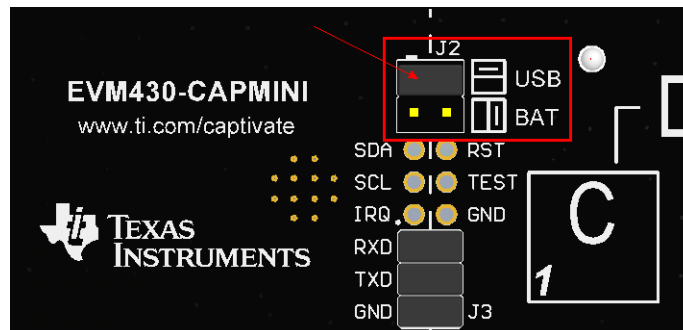 J2
EVM430-CAPMINI
USB
www.ti.com/captivate
BAT
SDA RST
SCL TEST
IRQ GND
C
TEXAS
INSTRUMENTS
RXD
TXD
1
GND J3